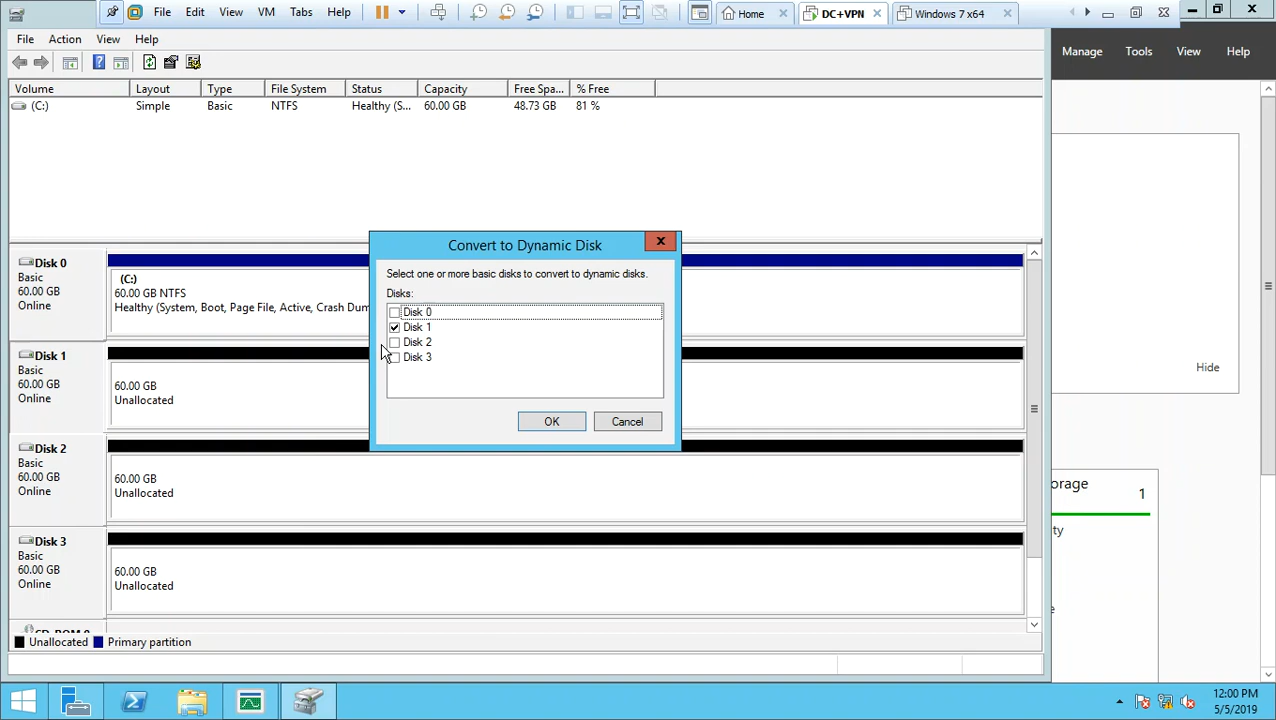 File Edit View VM Tabs Help Home DC+VPN Windows 7 x64
File Action View Help
Manage Tools View Help
Volume Layout Type File System Status Capacity Free Spa... % Free
(C:) Simple Basic NTFS Healthy (S... 60.00 GB 48.73 GB 81 %
Convert to Dynamic Disk
Select one or more basic disks to convert to dynamic disks.
Disks:
Disk 0
Disk 1
Disk 2
Disk 3
OK Cancel
Disk 0
Basic
60.00 GB
Online
(C:)
60.00 GB NTFS
Healthy (System, Boot, Page File, Active, Crash Dum
Disk 1
Basic
60.00 GB
Online
60.00 GB
Unallocated
Hide
Disk 2
Basic
60.00 GB
Online
60.00 GB
Unallocated
orage 1
ty
Disk 3
Basic
60.00 GB
Online
60.00 GB
Unallocated
Unallocated Primary partition
12:00 PM
5/5/2019